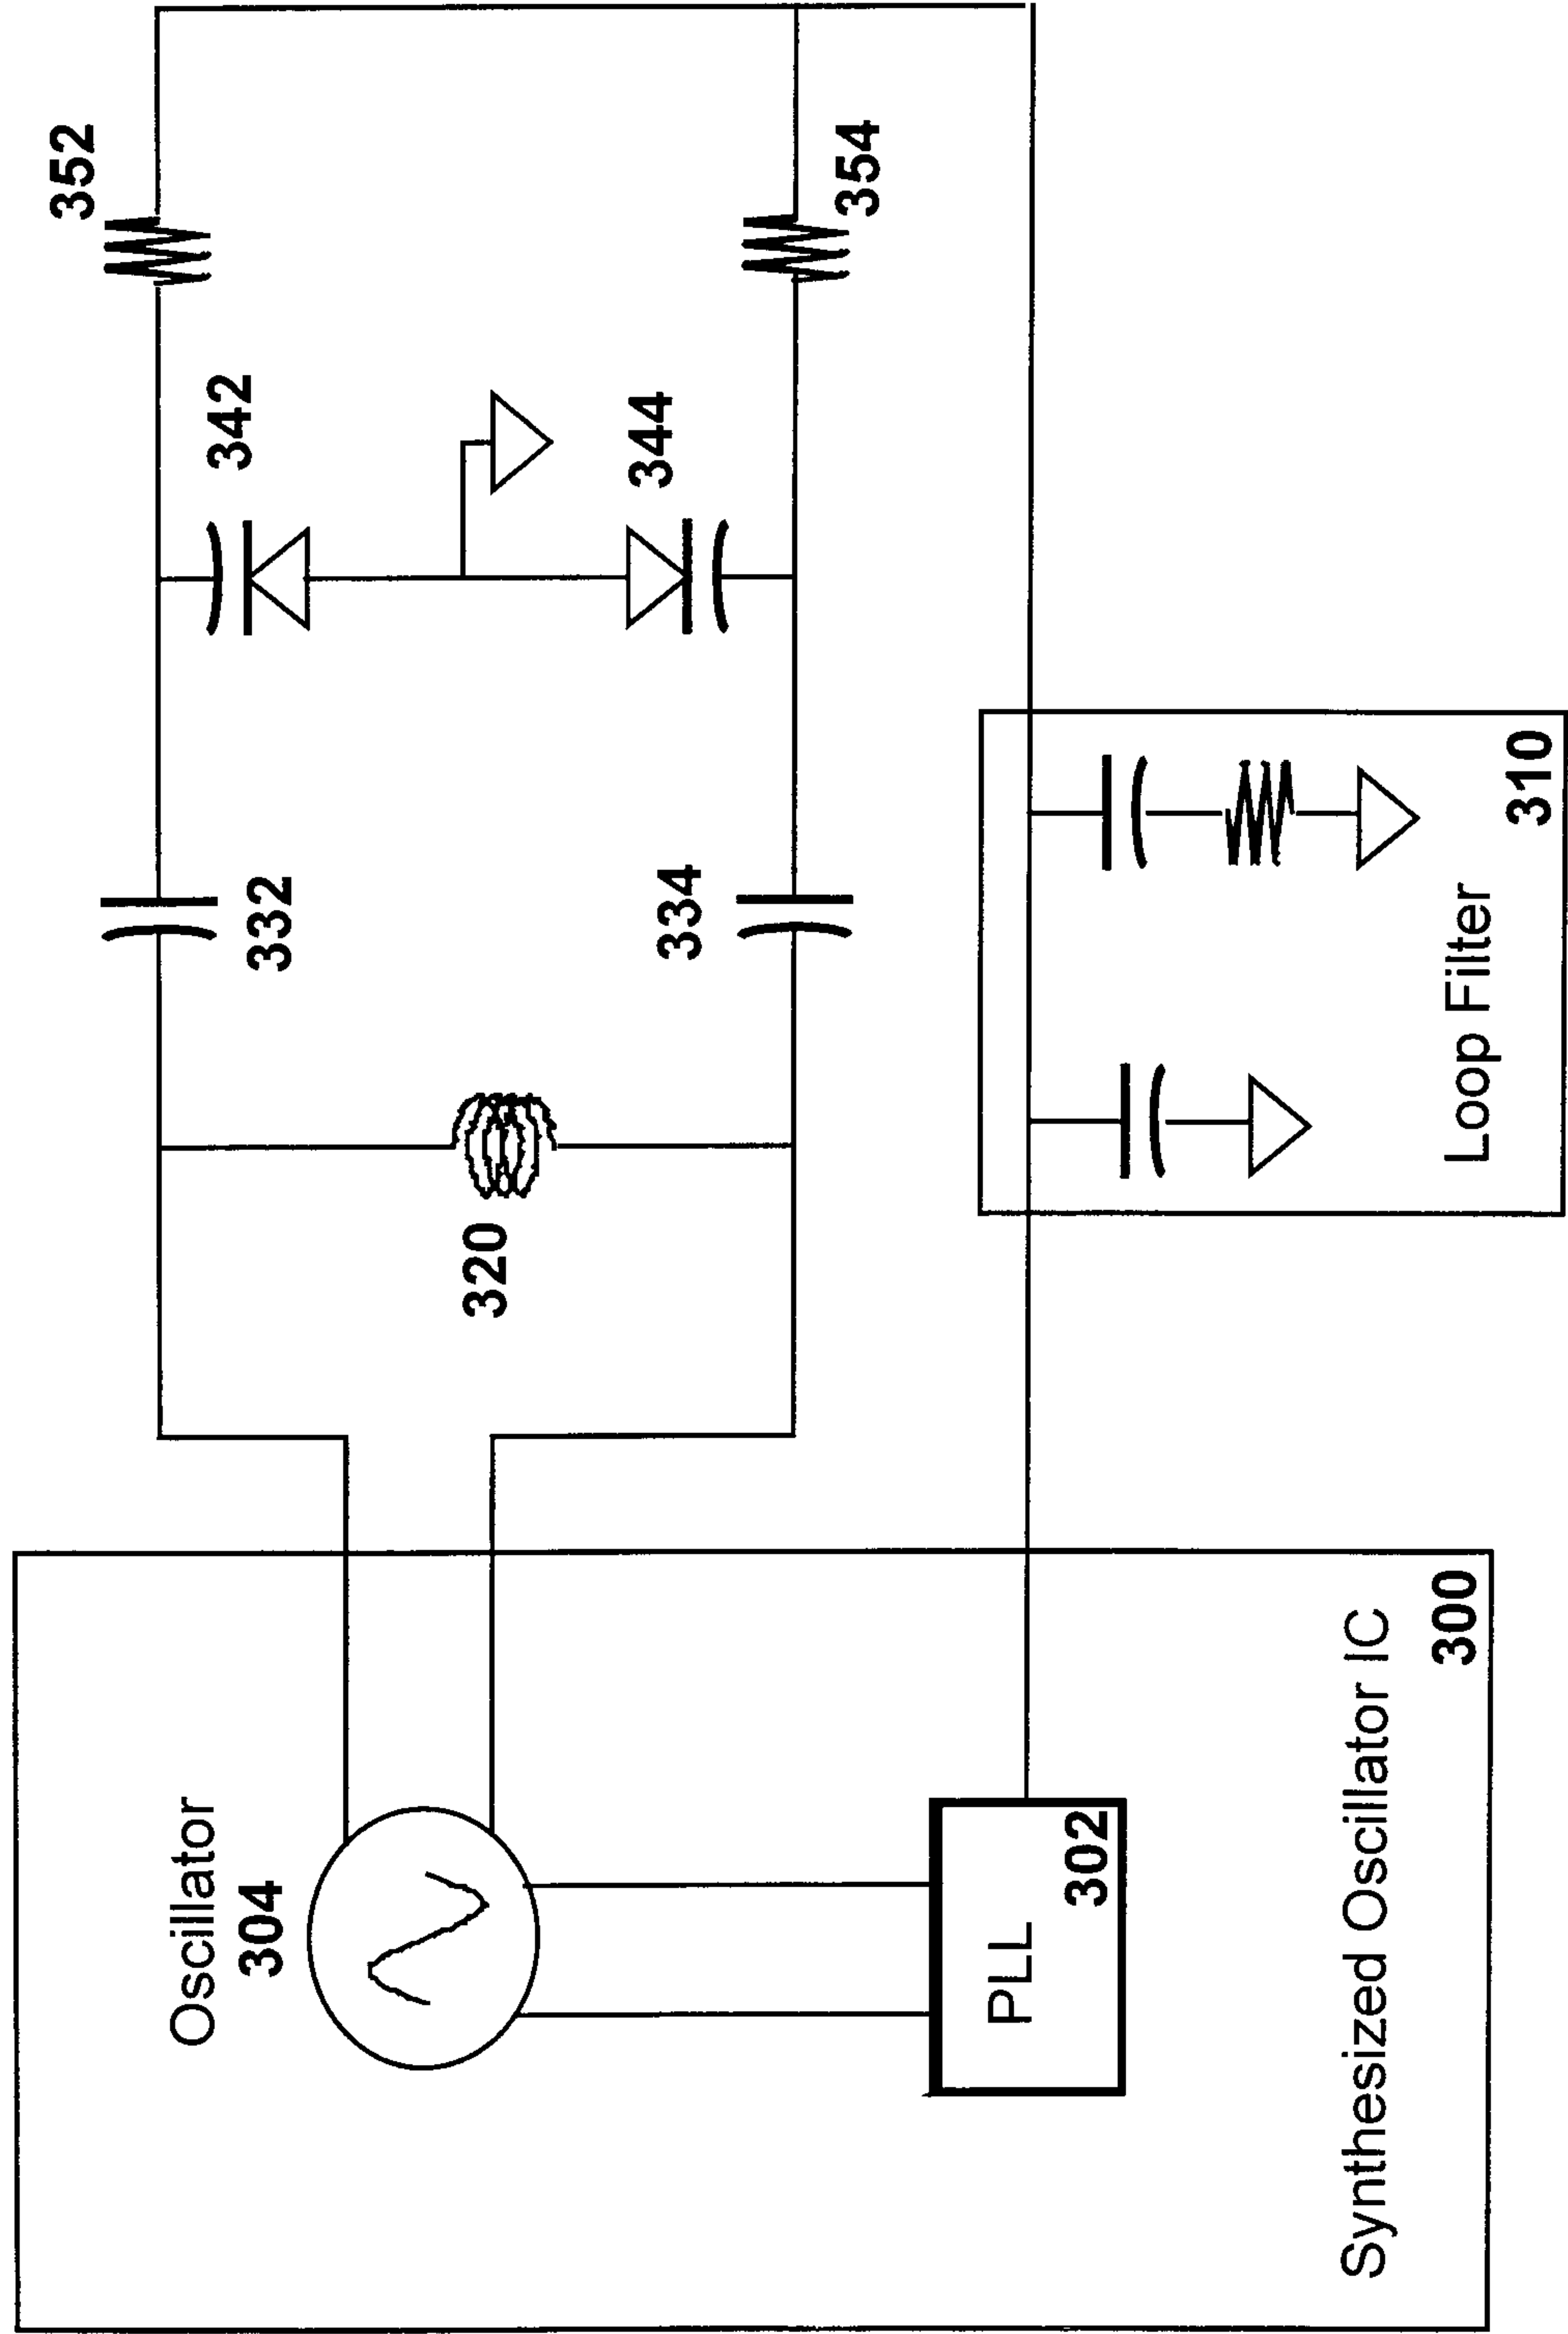 Oscillator
304
PLL
302
Synthesized Oscillator IC
300
320
332
334
342
344
352
354
Loop Filter
310